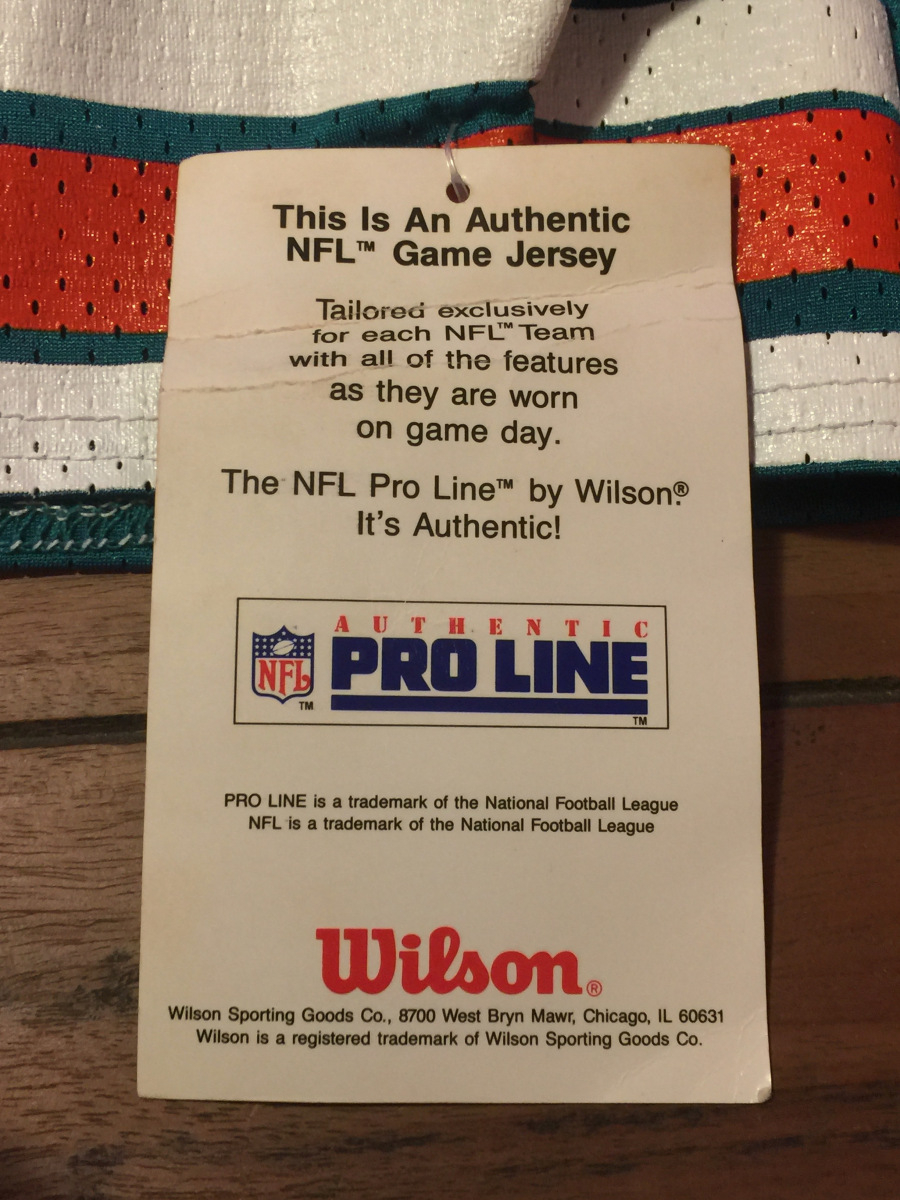 This Is An Authentic
NFL™ Game Jersey
Tailored exclusively
for each NFL™ Team
with all of the features
as they are worn
on game day.
The NFL Pro Line™ by Wilson®.
It's Authentic!
AUTHENTIC
NFL PRO LINE
TM TM
PRO LINE is a trademark of the National Football League
NFL is a trademark of the National Football League
Wilson®
Wilson Sporting Goods Co., 8700 West Bryn Mawr, Chicago, IL 60631
Wilson is a registered trademark of Wilson Sporting Goods Co.